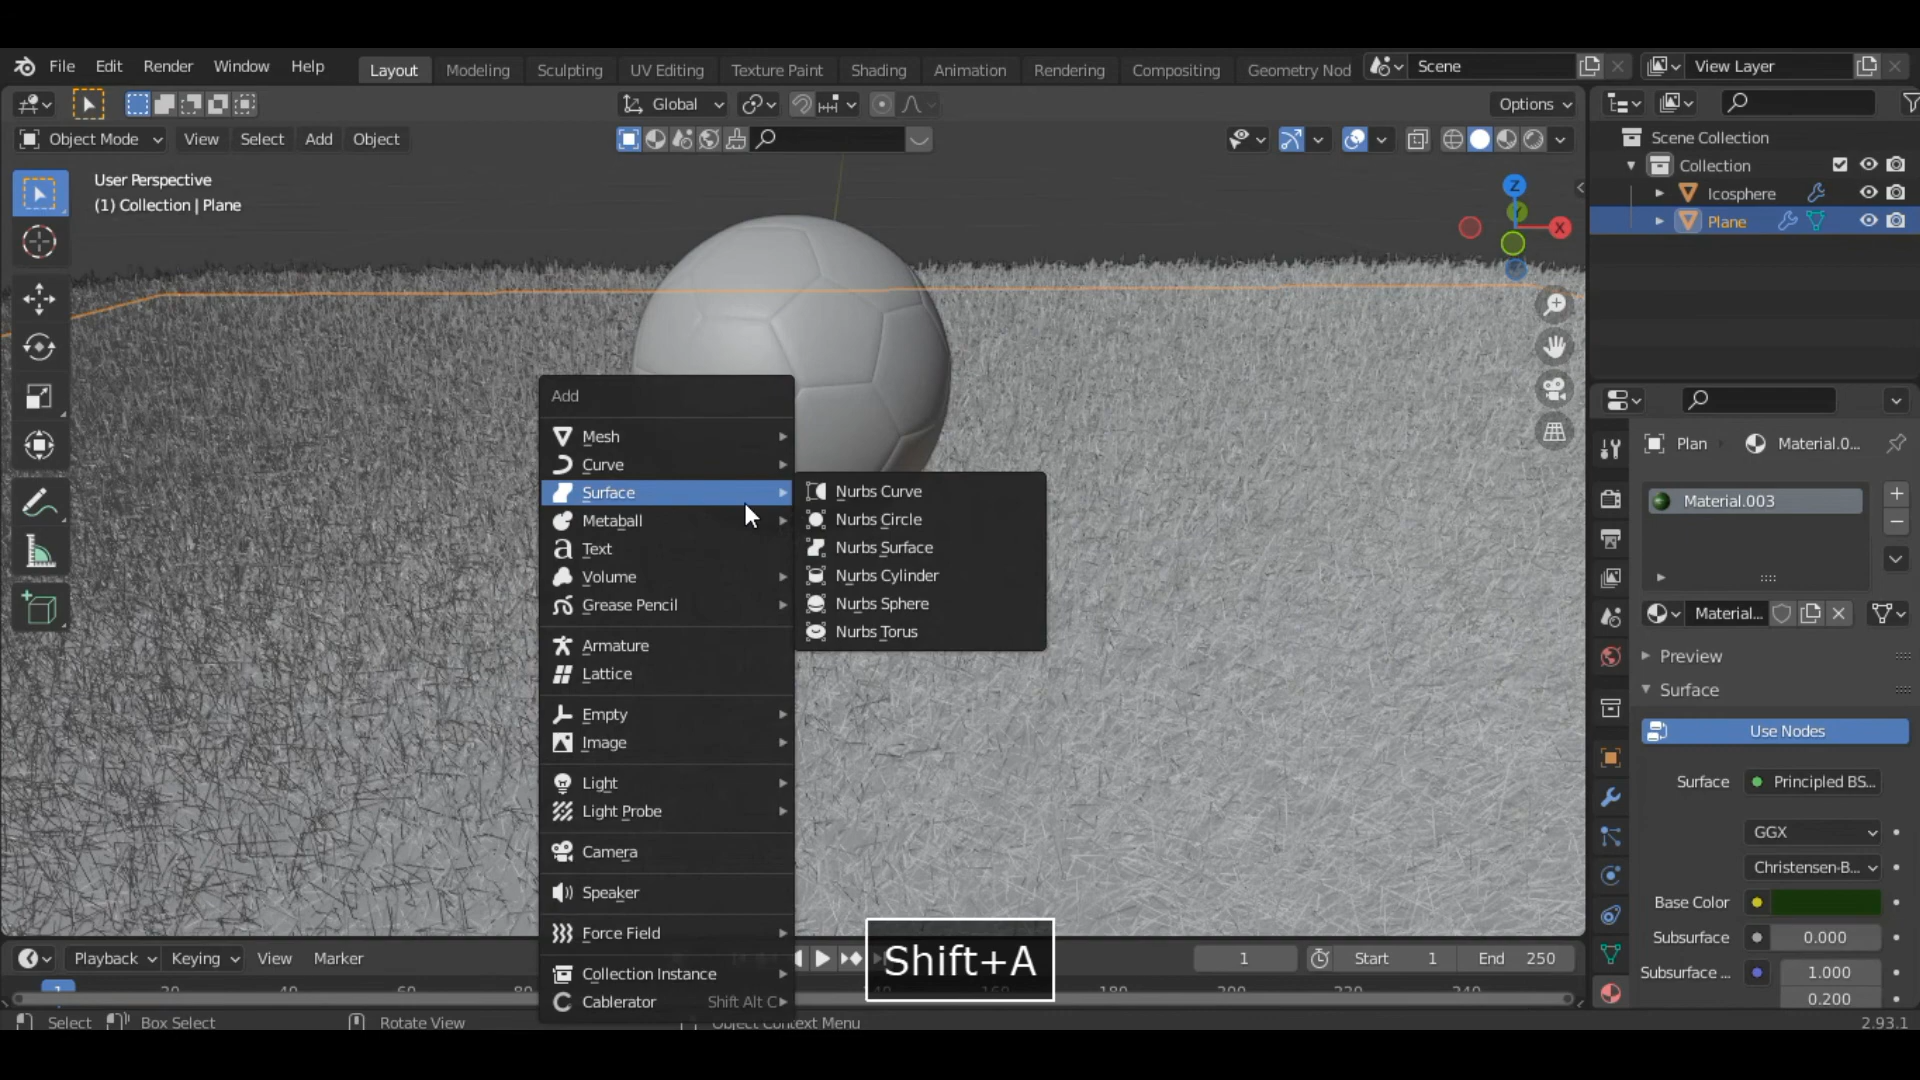 File Edit Render Window Help Layout Modeling Sculpting UV Editing Texture Paint Shading Animation Rendering Compositing Geometry Nod Scene View Layer
Global Options
Object Mode View Select Add Object
Scene Collection
Collection
Icosphere
Plane
User Perspective
(1) Collection | Plane
Z
X
Add
Mesh
Curve
Surface
Metaball
Text
Volume
Grease Pencil
Armature
Lattice
Empty
Image
Light
Light Probe
Camera
Speaker
Force Field
Collection Instance
Cablerator Shift Alt C
Nurbs Curve
Nurbs Circle
Nurbs Surface
Nurbs Cylinder
Nurbs Sphere
Nurbs Torus
Plan Material.0...
Material.003
Material...
Preview
Surface
Use Nodes
Surface Principled BS...
GGX
Christensen-B...
Base Color
Subsurface 0.000
Subsurface ... 1.000
0.200
Shift+A
Playback Keying View Marker 1 Start 1 End 250
1
Select Box Select Rotate View Object Context Menu 2.93.1